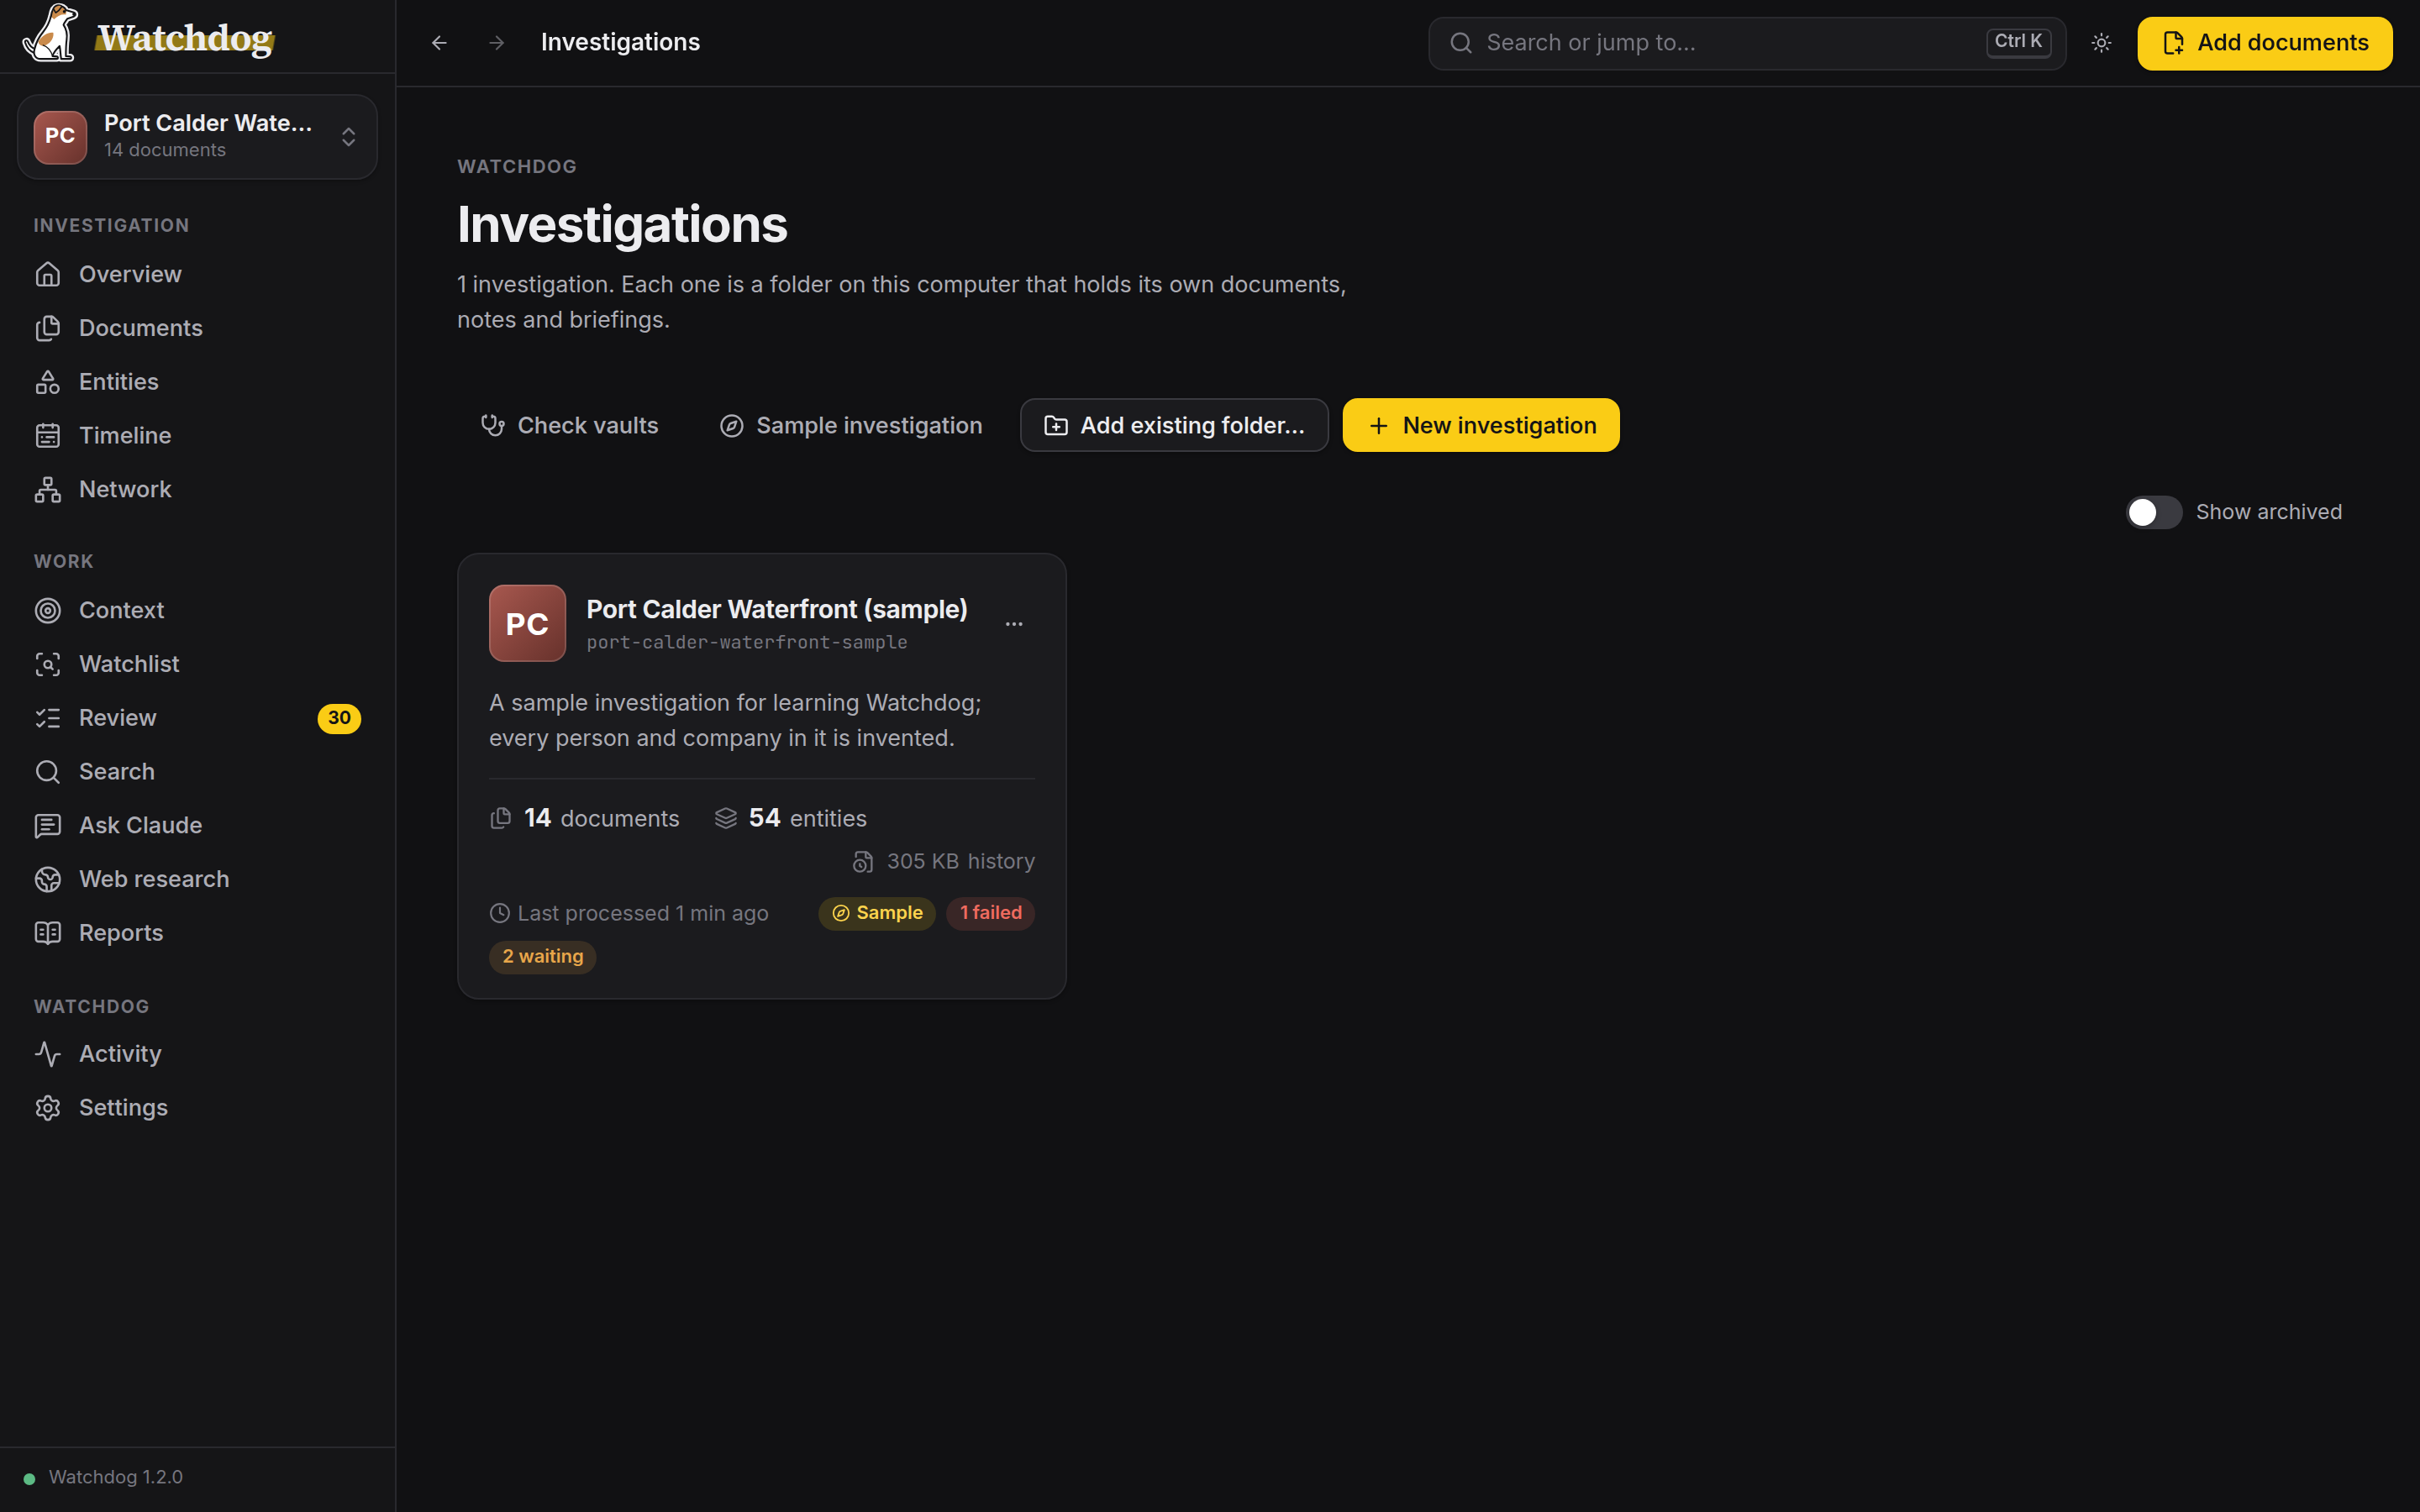 Watchdog
PC
Port Calder Wate...
14 documents
INVESTIGATION
Overview
Documents
Entities
Timeline
Network
WORK
Context
Watchlist
Review
30
Search
Ask Claude
Web research
Reports
WATCHDOG
Activity
Settings
Watchdog 1.2.0
Investigations
Search or jump to...
Ctrl K
Add documents
WATCHDOG
Investigations
1 investigation. Each one is a folder on this computer that holds its own documents,
notes and briefings.
Check vaults
Sample investigation
Add existing folder...
New investigation
Show archived
PC
Port Calder Waterfront (sample)
port-calder-waterfront-sample
A sample investigation for learning Watchdog;
every person and company in it is invented.
14 documents
54 entities
305 KB history
Last processed 1 min ago
Sample
1 failed
2 waiting